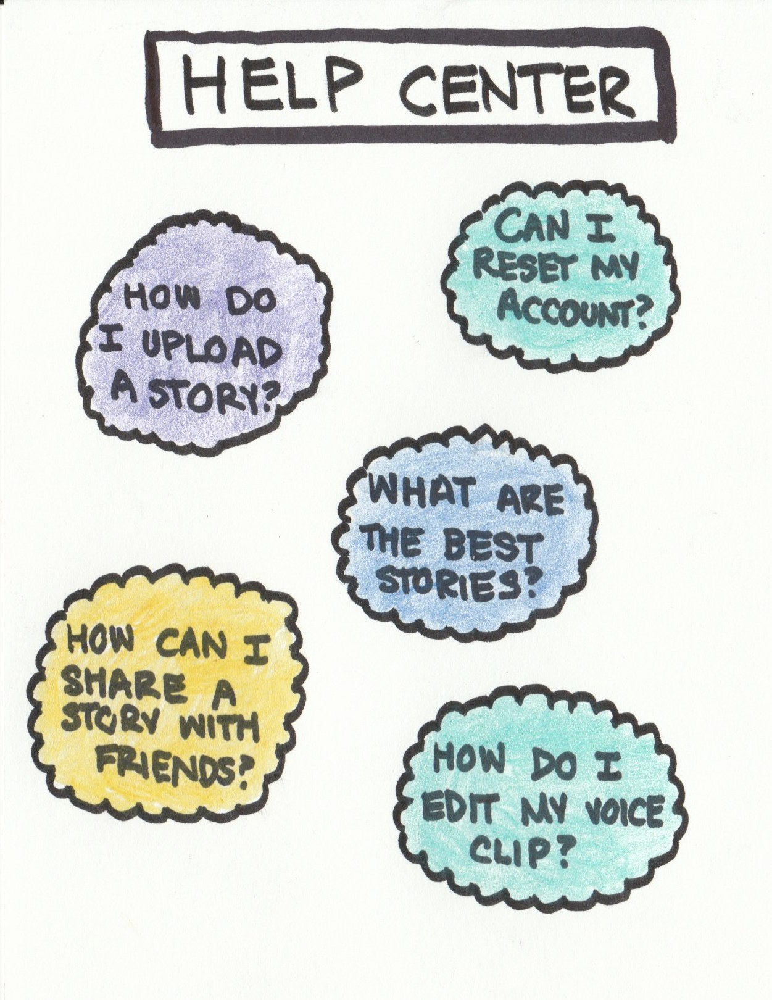 HELP CENTER
HOW DO
I UPLOAD
A STORY?
CAN I
RESET MY
ACCOUNT?
WHAT ARE
THE BEST
STORIES?
HOW CAN I
SHARE A
STORY WITH
FRIENDS?
HOW DO I
EDIT MY VOICE
CLIP?